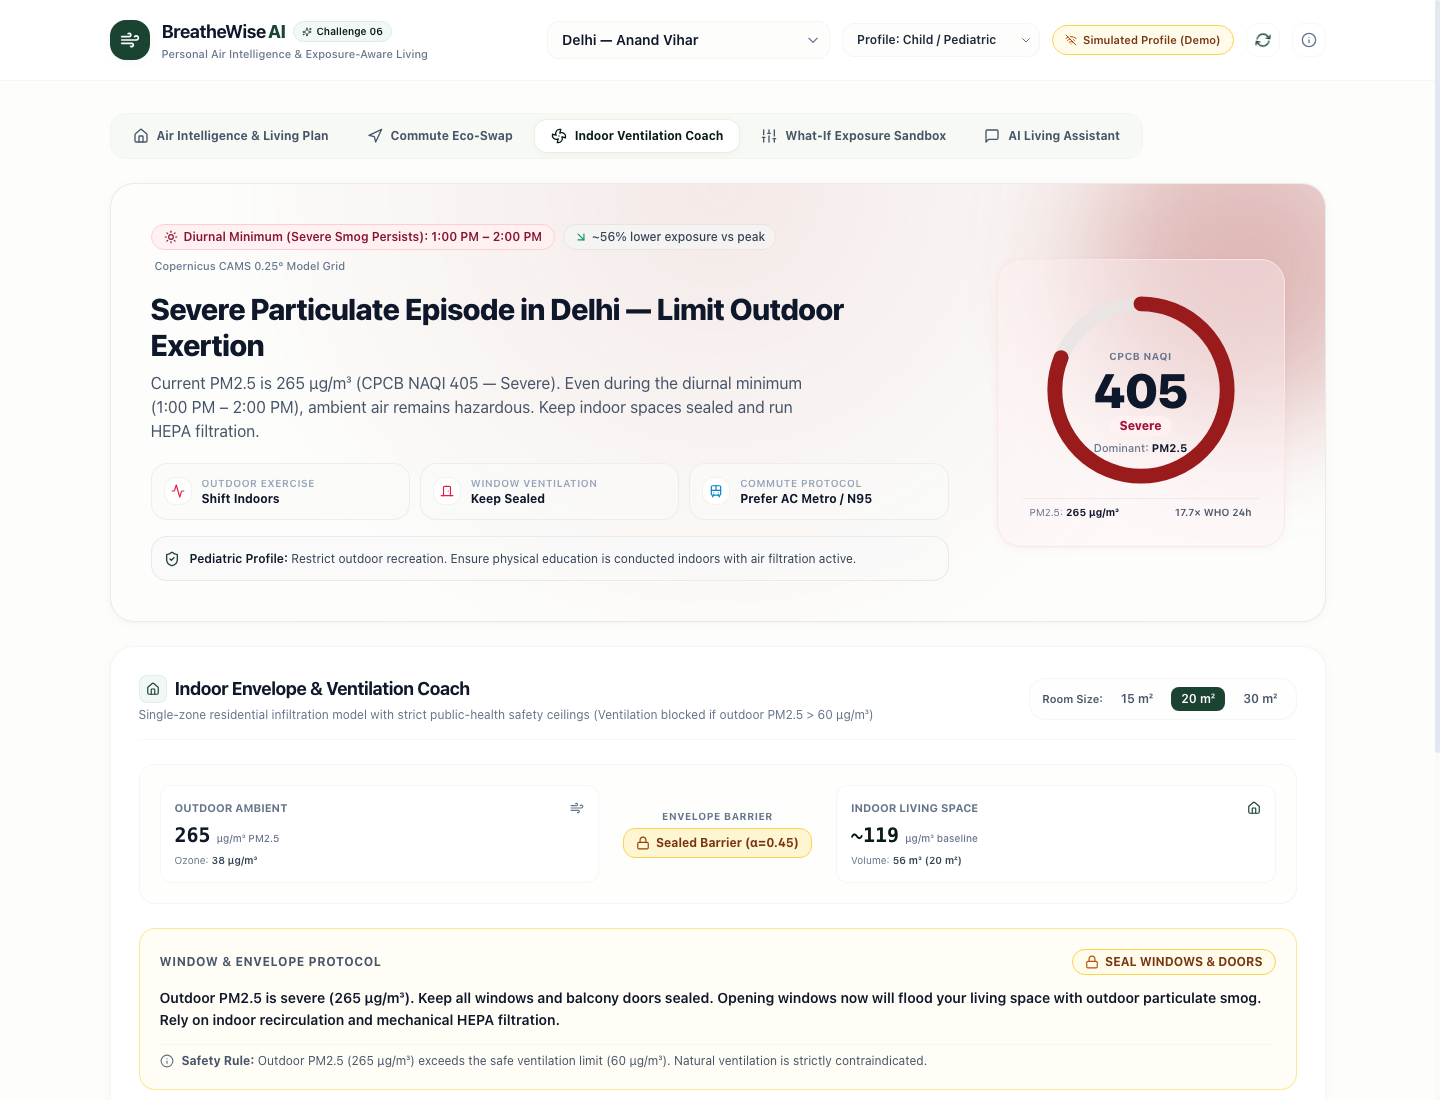 BreatheWise AI
Challenge 06
Personal Air Intelligence & Exposure-Aware Living
Delhi — Anand Vihar
Profile: Child / Pediatric
Simulated Profile (Demo)
Air Intelligence & Living Plan
Commute Eco-Swap
Indoor Ventilation Coach
What-If Exposure Sandbox
AI Living Assistant
Diurnal Minimum (Severe Smog Persists): 1:00 PM – 2:00 PM
~56% lower exposure vs peak
Copernicus CAMS 0.25° Model Grid
Severe Particulate Episode in Delhi — Limit Outdoor
Exertion
Current PM2.5 is 265 µg/m³ (CPCB NAQI 405 — Severe). Even during the diurnal minimum
(1:00 PM – 2:00 PM), ambient air remains hazardous. Keep indoor spaces sealed and run
HEPA filtration.
OUTDOOR EXERCISE
Shift Indoors
WINDOW VENTILATION
Keep Sealed
COMMUTE PROTOCOL
Prefer AC Metro / N95
Pediatric Profile: Restrict outdoor recreation. Ensure physical education is conducted indoors with air filtration active.
CPCB NAQI
405
Severe
Dominant: PM2.5
PM2.5: 265 µg/m³
17.7× WHO 24h
Indoor Envelope & Ventilation Coach
Single-zone residential infiltration model with strict public-health safety ceilings (Ventilation blocked if outdoor PM2.5 > 60 µg/m³)
Room Size:
15 m²
20 m²
30 m²
OUTDOOR AMBIENT
265 µg/m³ PM2.5
Ozone: 38 µg/m³
ENVELOPE BARRIER
Sealed Barrier (α=0.45)
INDOOR LIVING SPACE
~119 µg/m³ baseline
Volume: 56 m³ (20 m²)
WINDOW & ENVELOPE PROTOCOL
SEAL WINDOWS & DOORS
Outdoor PM2.5 is severe (265 µg/m³). Keep all windows and balcony doors sealed. Opening windows now will flood your living space with outdoor particulate smog.
Rely on indoor recirculation and mechanical HEPA filtration.
Safety Rule: Outdoor PM2.5 (265 µg/m³) exceeds the safe ventilation limit (60 µg/m³). Natural ventilation is strictly contraindicated.